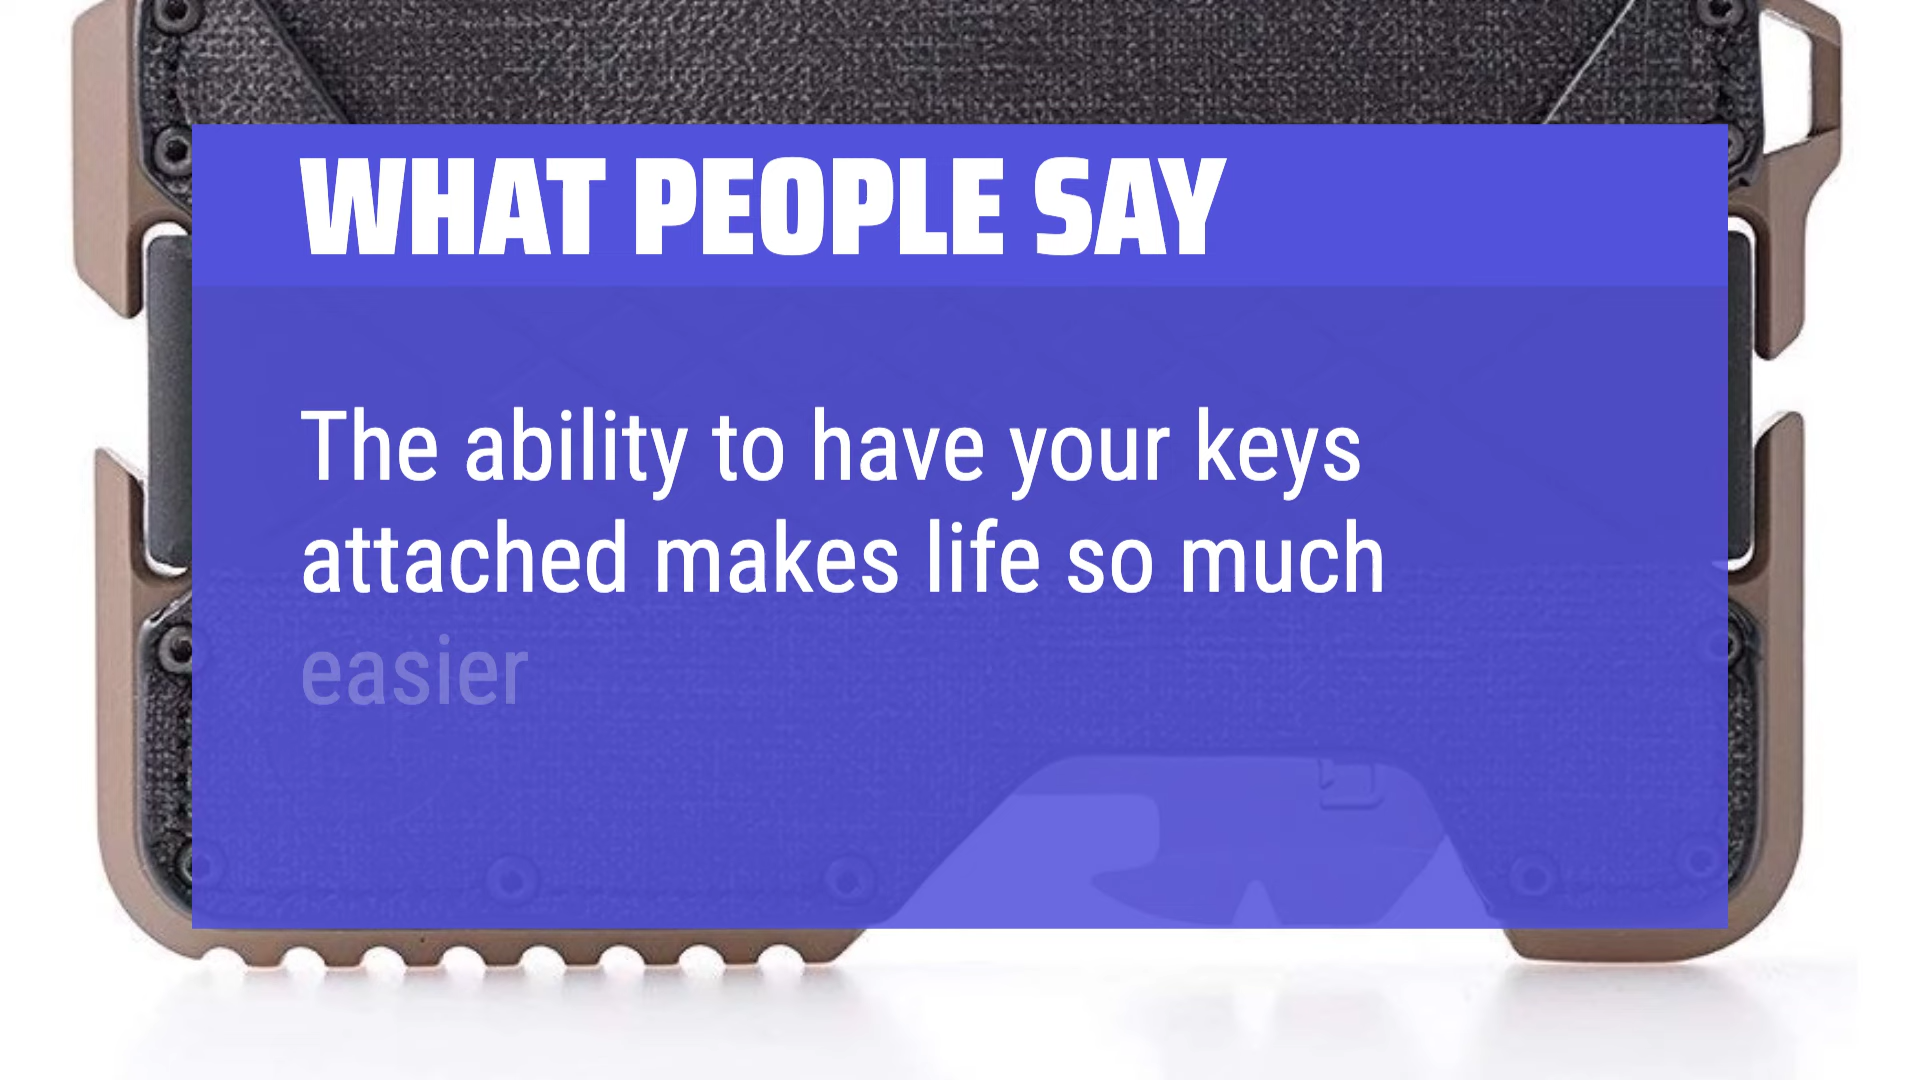 WHAT PEOPLE SAY
The ability to have your keys
attached makes life so much
easier